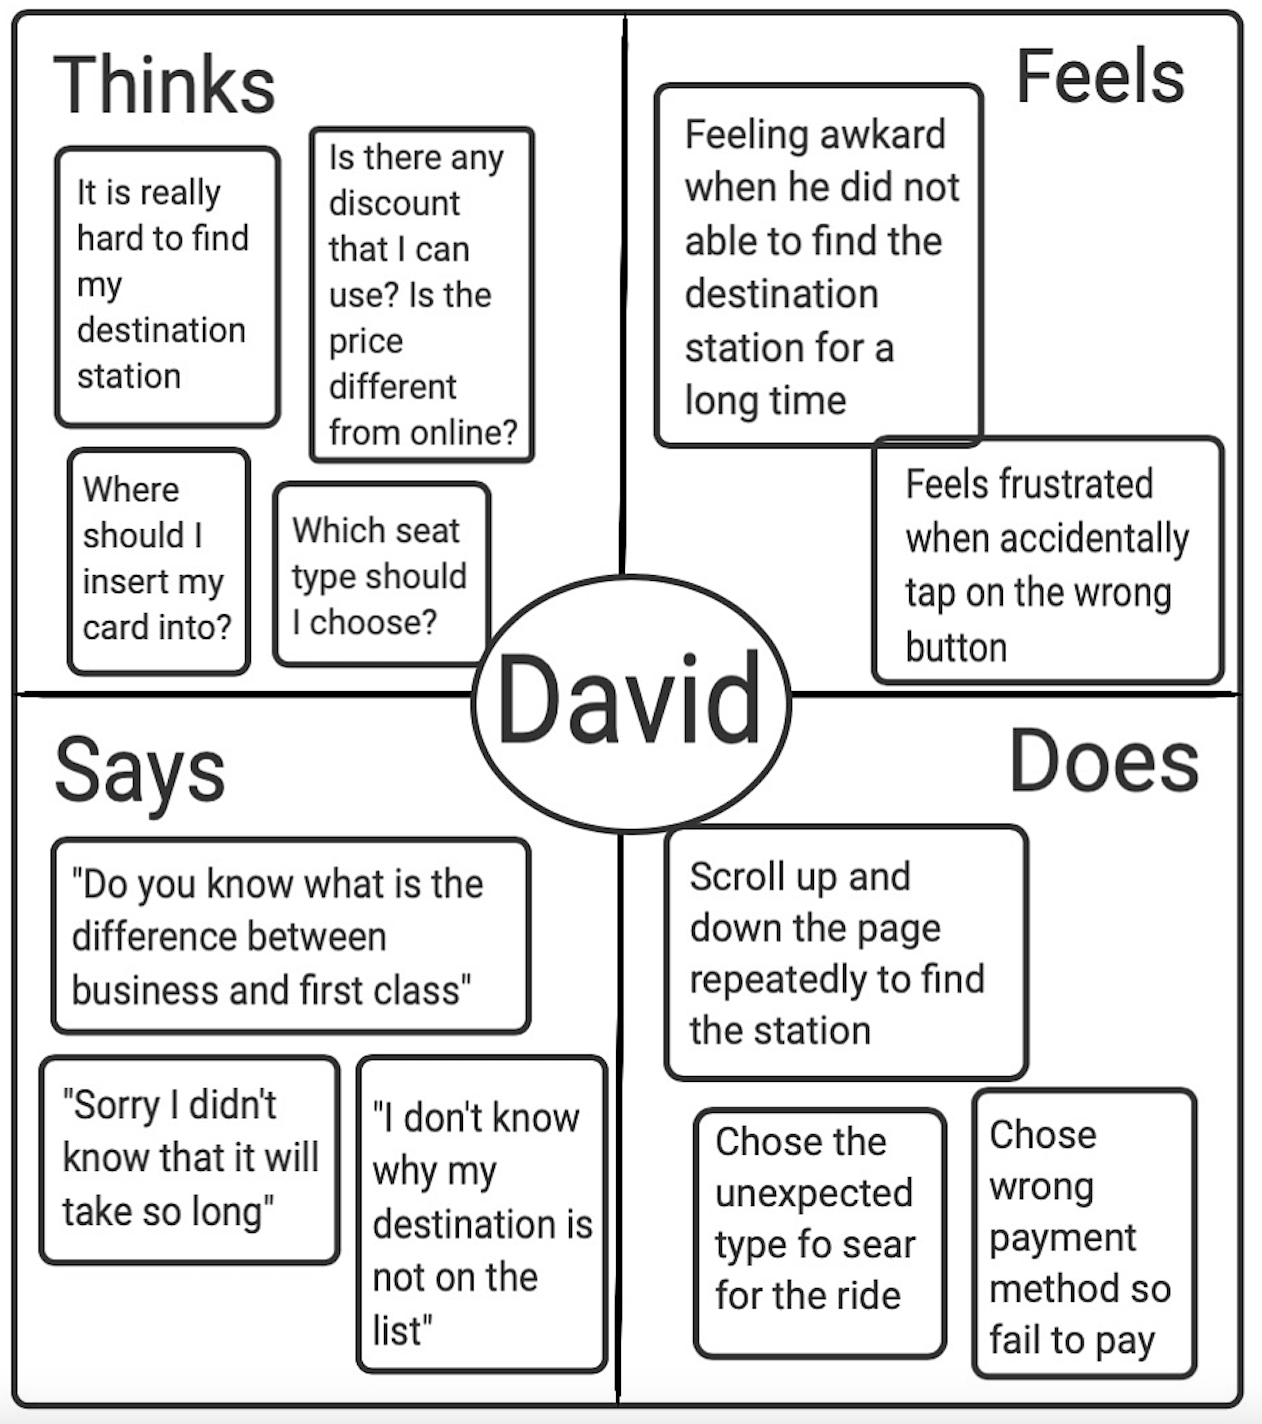 Thinks
It is really
hard to find
my
destination
station
Is there any
discount
that I can
use? Is the
price
different
from online?
Where
should I
insert my
card into?
Which seat
type should
I choose?
Feels
Feeling awkard
when he did not
able to find the
destination
station for a
long time
Feels frustrated
when accidentally
tap on the wrong
button
David
Says
"Do you know what is the
difference between
business and first class"
"Sorry I didn't
know that it will
take so long"
"I don't know
why my
destination is
not on the
list"
Does
Scroll up and
down the page
repeatedly to find
the station
Chose the
unexpected
type fo sear
for the ride
Chose
wrong
payment
method so
fail to pay